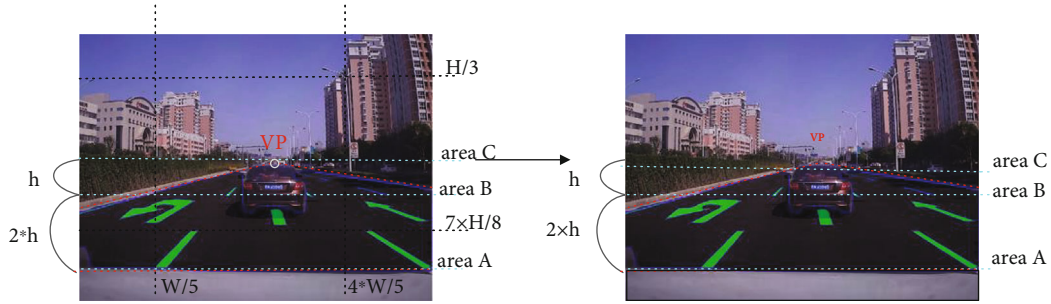 H/3
VP
area C
h
area B
7×H/8
2*h
area A
W/5
4*W/5
VP
area C
h
area B
2×h
area A